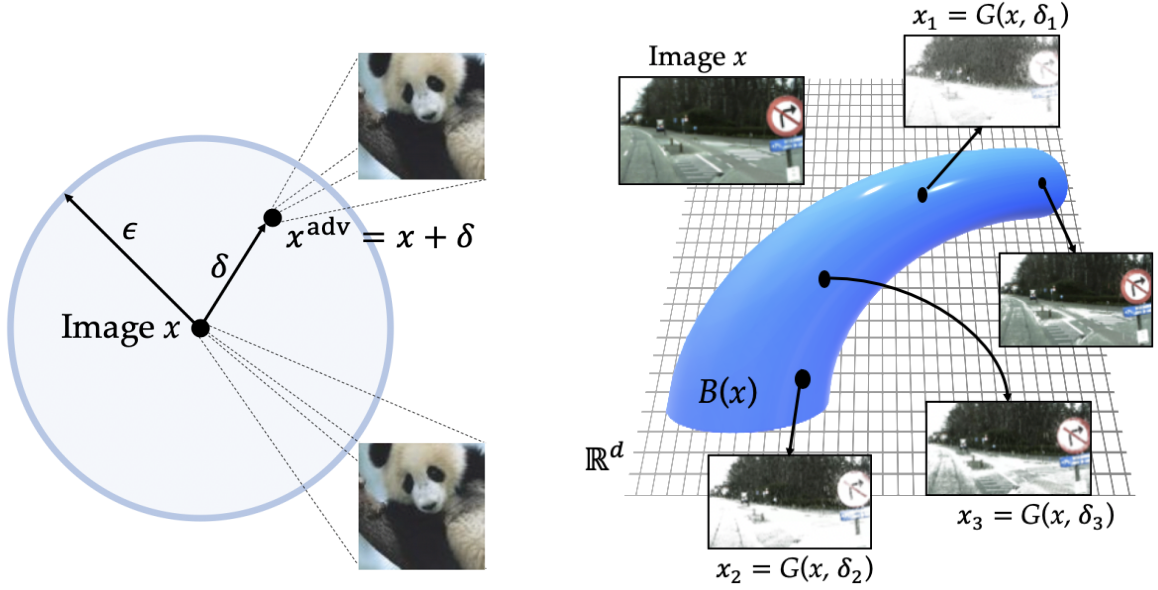 ϵ
δ
x^adv = x + δ
Image x
Image x
x₁ = G(x, δ₁)
B(x)
ℝ^d
x₂ = G(x, δ₂)
x₃ = G(x, δ₃)